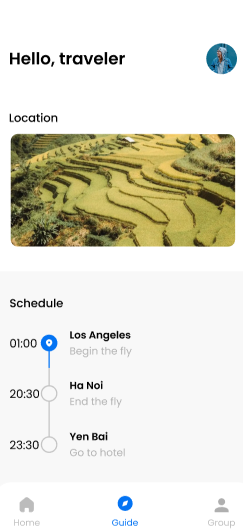 Hello, traveler
Location
Schedule
01:00
Los Angeles
Begin the fly
20:30
Ha Noi
End the fly
23:30
Yen Bai
Go to hotel
Home
Guide
Group